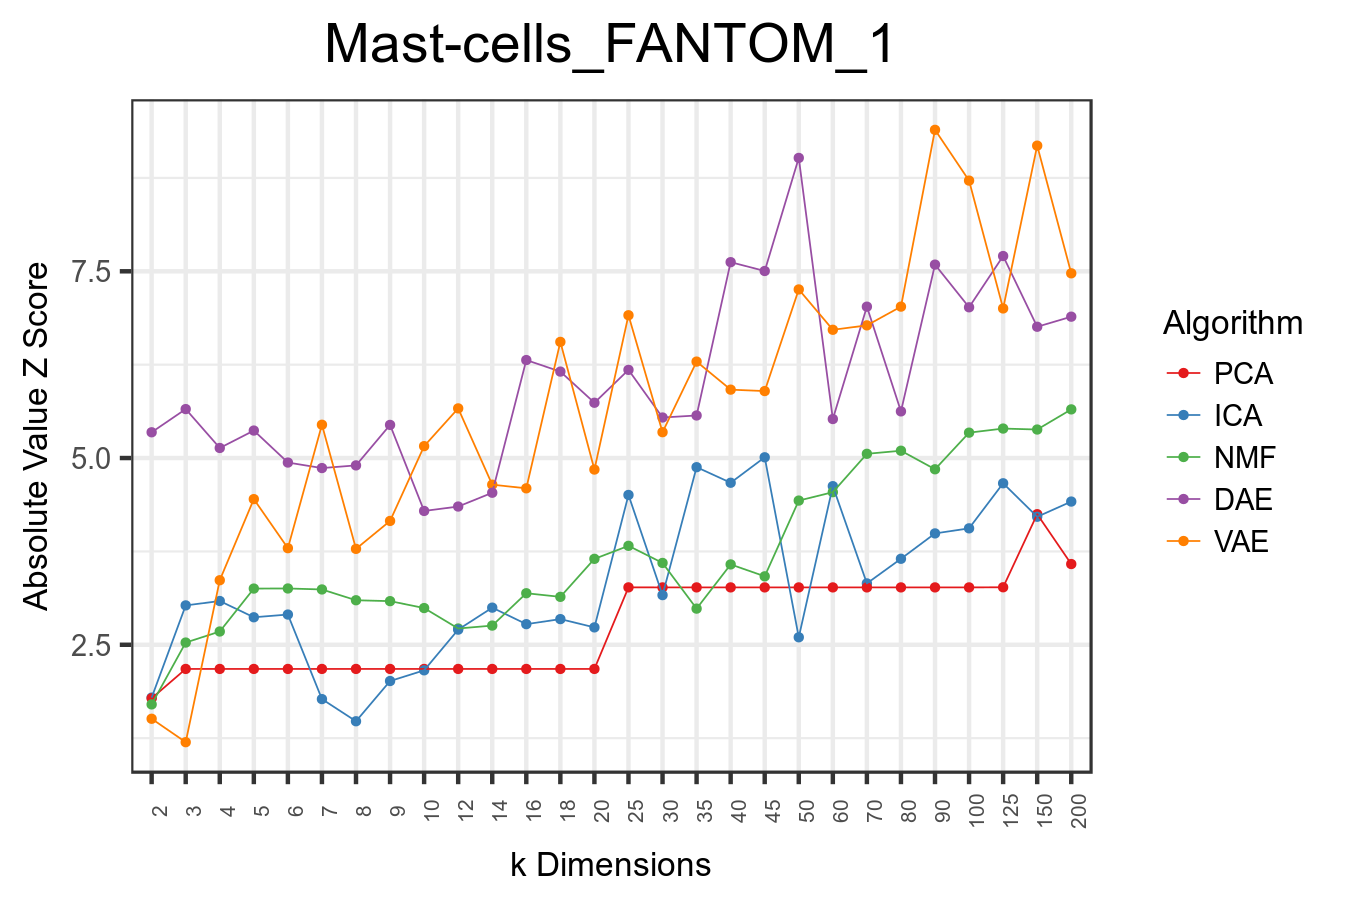 Mast-cells_FANTOM_1
Absolute Value Z Score
7.5
5.0
2.5
2 3 4 5 6 7 8 9 10 12 14 16 18 20 25 30 35 40 45 50 60 70 80 90 100 125 150 200
k Dimensions
Algorithm
PCA
ICA
NMF
DAE
VAE